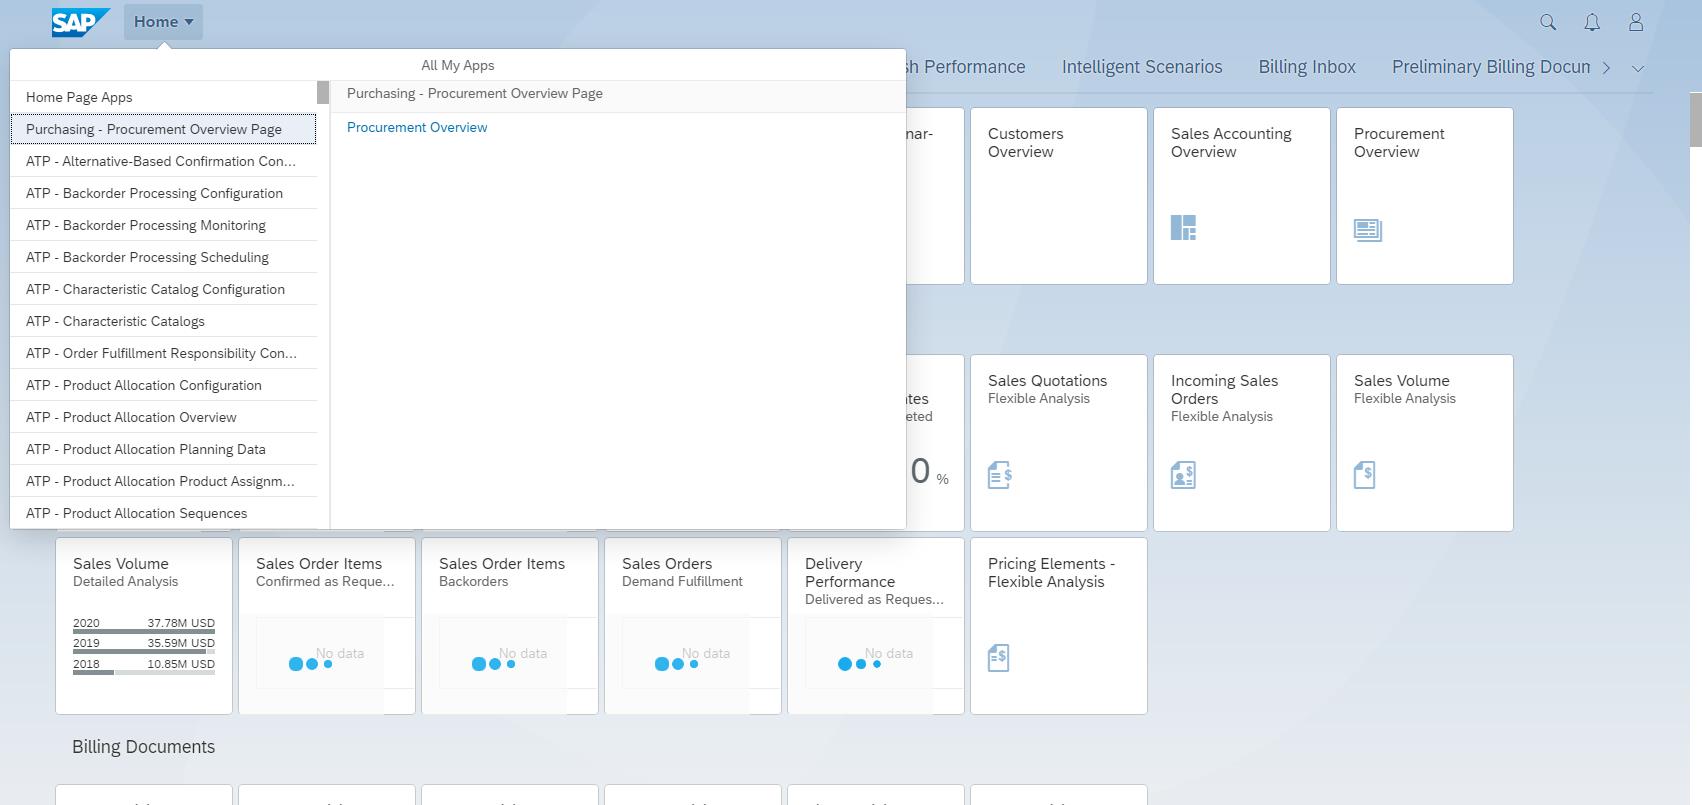 SAP
Home
All My Apps
Home Page Apps
Purchasing - Procurement Overview Page
ATP - Alternative-Based Confirmation Con...
ATP - Backorder Processing Configuration
ATP - Backorder Processing Monitoring
ATP - Backorder Processing Scheduling
ATP - Characteristic Catalog Configuration
ATP - Characteristic Catalogs
ATP - Order Fulfillment Responsibility Con...
ATP - Product Allocation Configuration
ATP - Product Allocation Overview
ATP - Product Allocation Planning Data
ATP - Product Allocation Product Assignm...
ATP - Product Allocation Sequences
Purchasing - Procurement Overview Page
Procurement Overview
Performance
Intelligent Scenarios
Billing Inbox
Preliminary Billing Docum
Customers
Overview
Sales Accounting
Overview
Procurement
Overview
0 %
Sales Quotations
Flexible Analysis
Incoming Sales
Orders
Flexible Analysis
Sales Volume
Flexible Analysis
Sales Volume
Detailed Analysis
2020 37.78M USD
2019 35.59M USD
2018 10.85M USD
Sales Order Items
Confirmed as Reque...
No data
Sales Order Items
Backorders
No data
Sales Orders
Demand Fulfillment
No data
Delivery
Performance
Delivered as Reques...
No data
Pricing Elements -
Flexible Analysis
Billing Documents